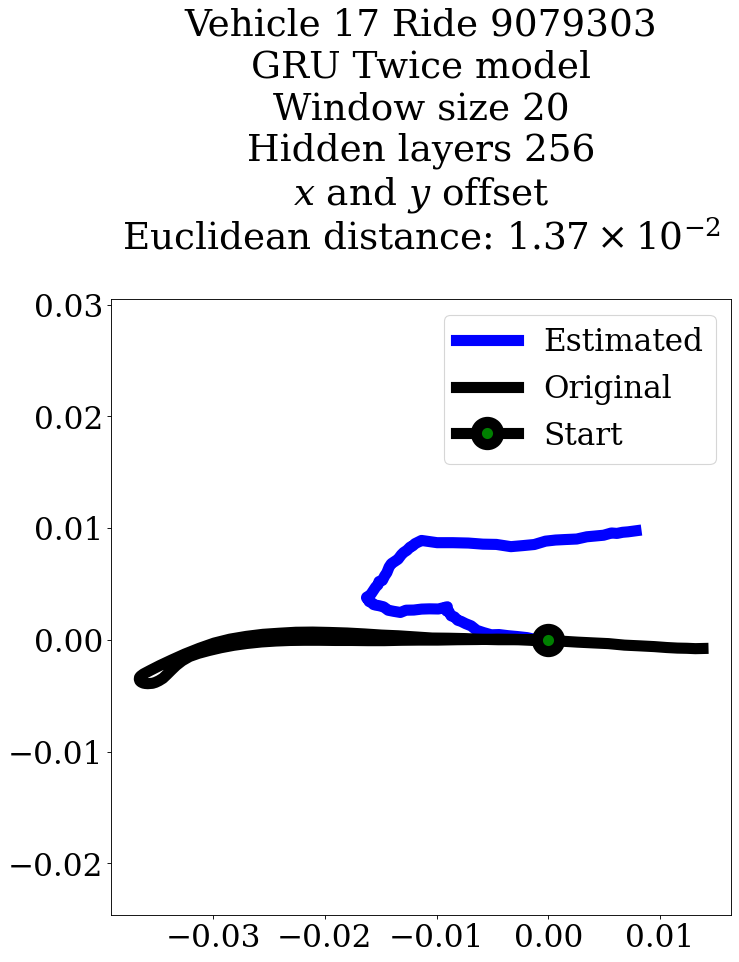 Vehicle 17 Ride 9079303
GRU Twice model
Window size 20
Hidden layers 256
x and y offset
Euclidean distance: 1.37 × 10⁻²
0.03
Estimated
Original
Start
0.02
0.01
0.00
−0.01
−0.02
−0.03 −0.02 −0.01 0.00 0.01